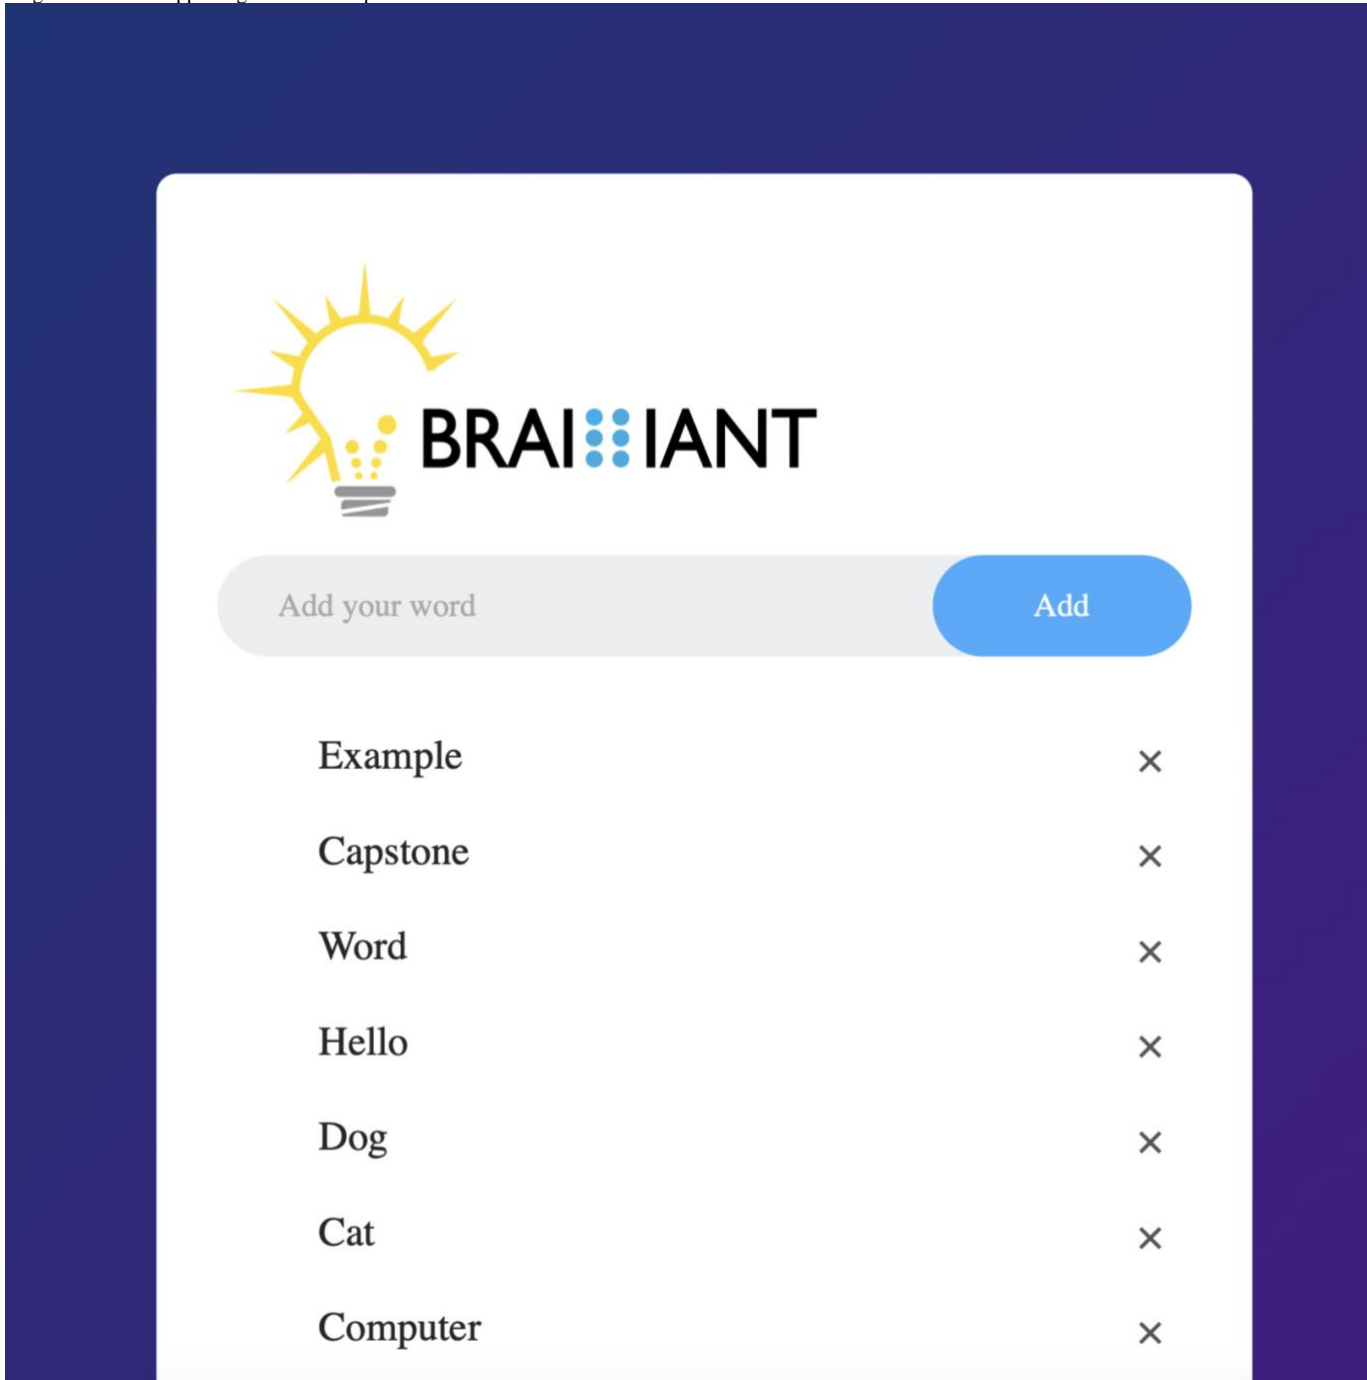 BRAI⠿IANT
Add your word
Add
Example
×
Capstone
×
Word
×
Hello
×
Dog
×
Cat
×
Computer
×